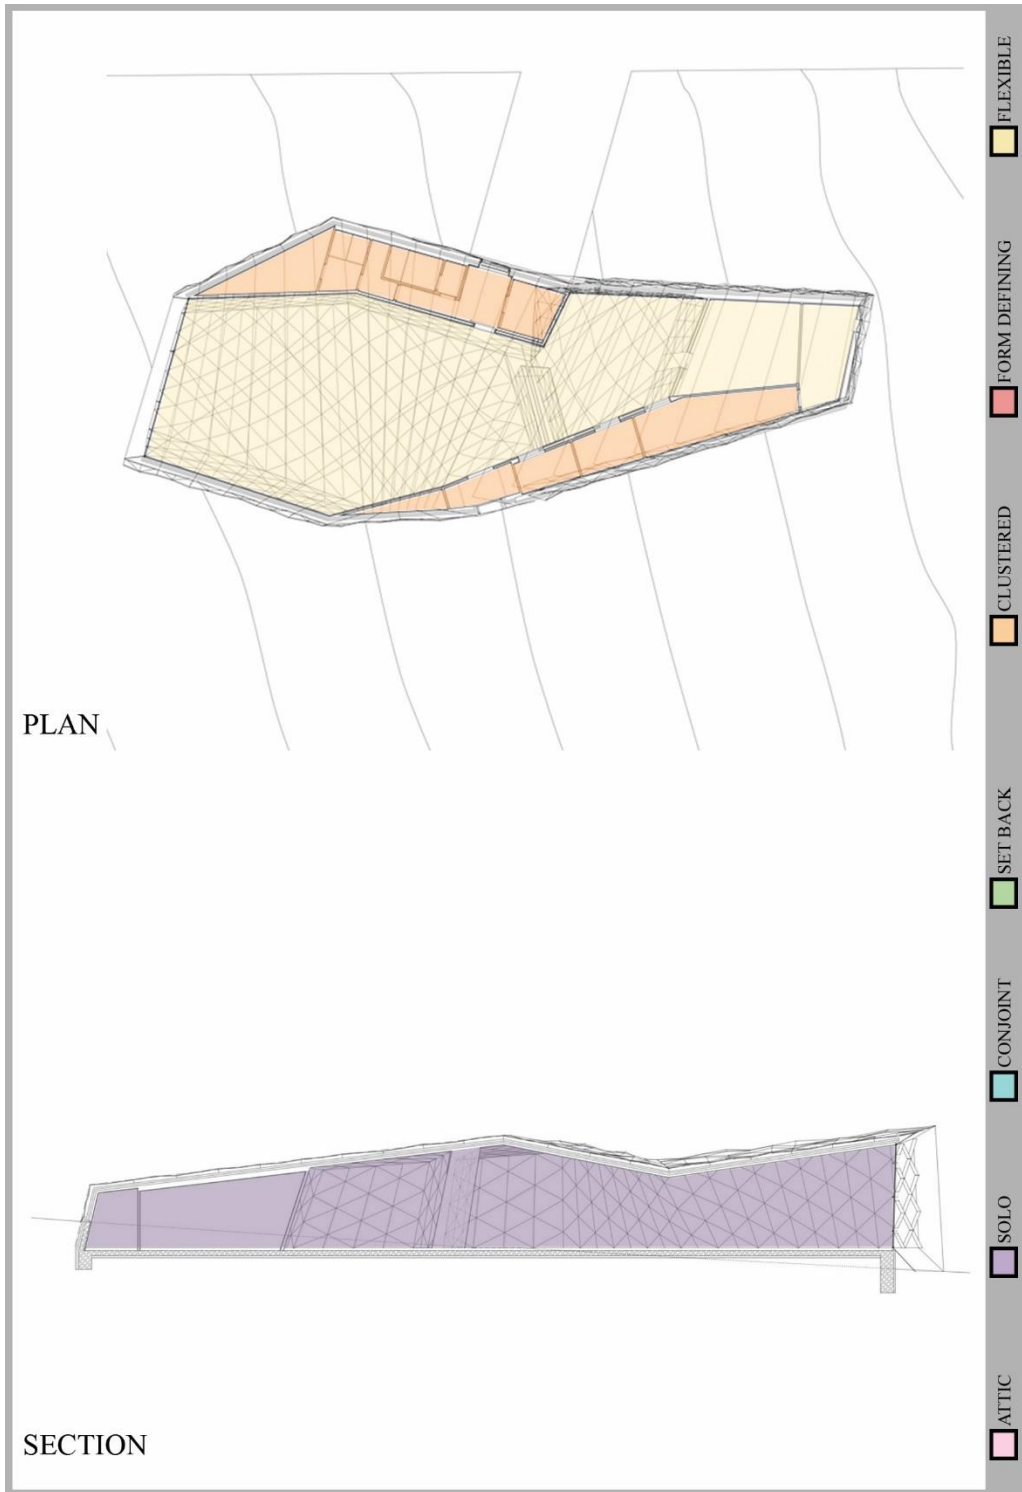 PLAN
SECTION
FLEXIBLE
FORM DEFINING
CLUSTERED
SET BACK
CONJOINT
SOLO
ATTIC